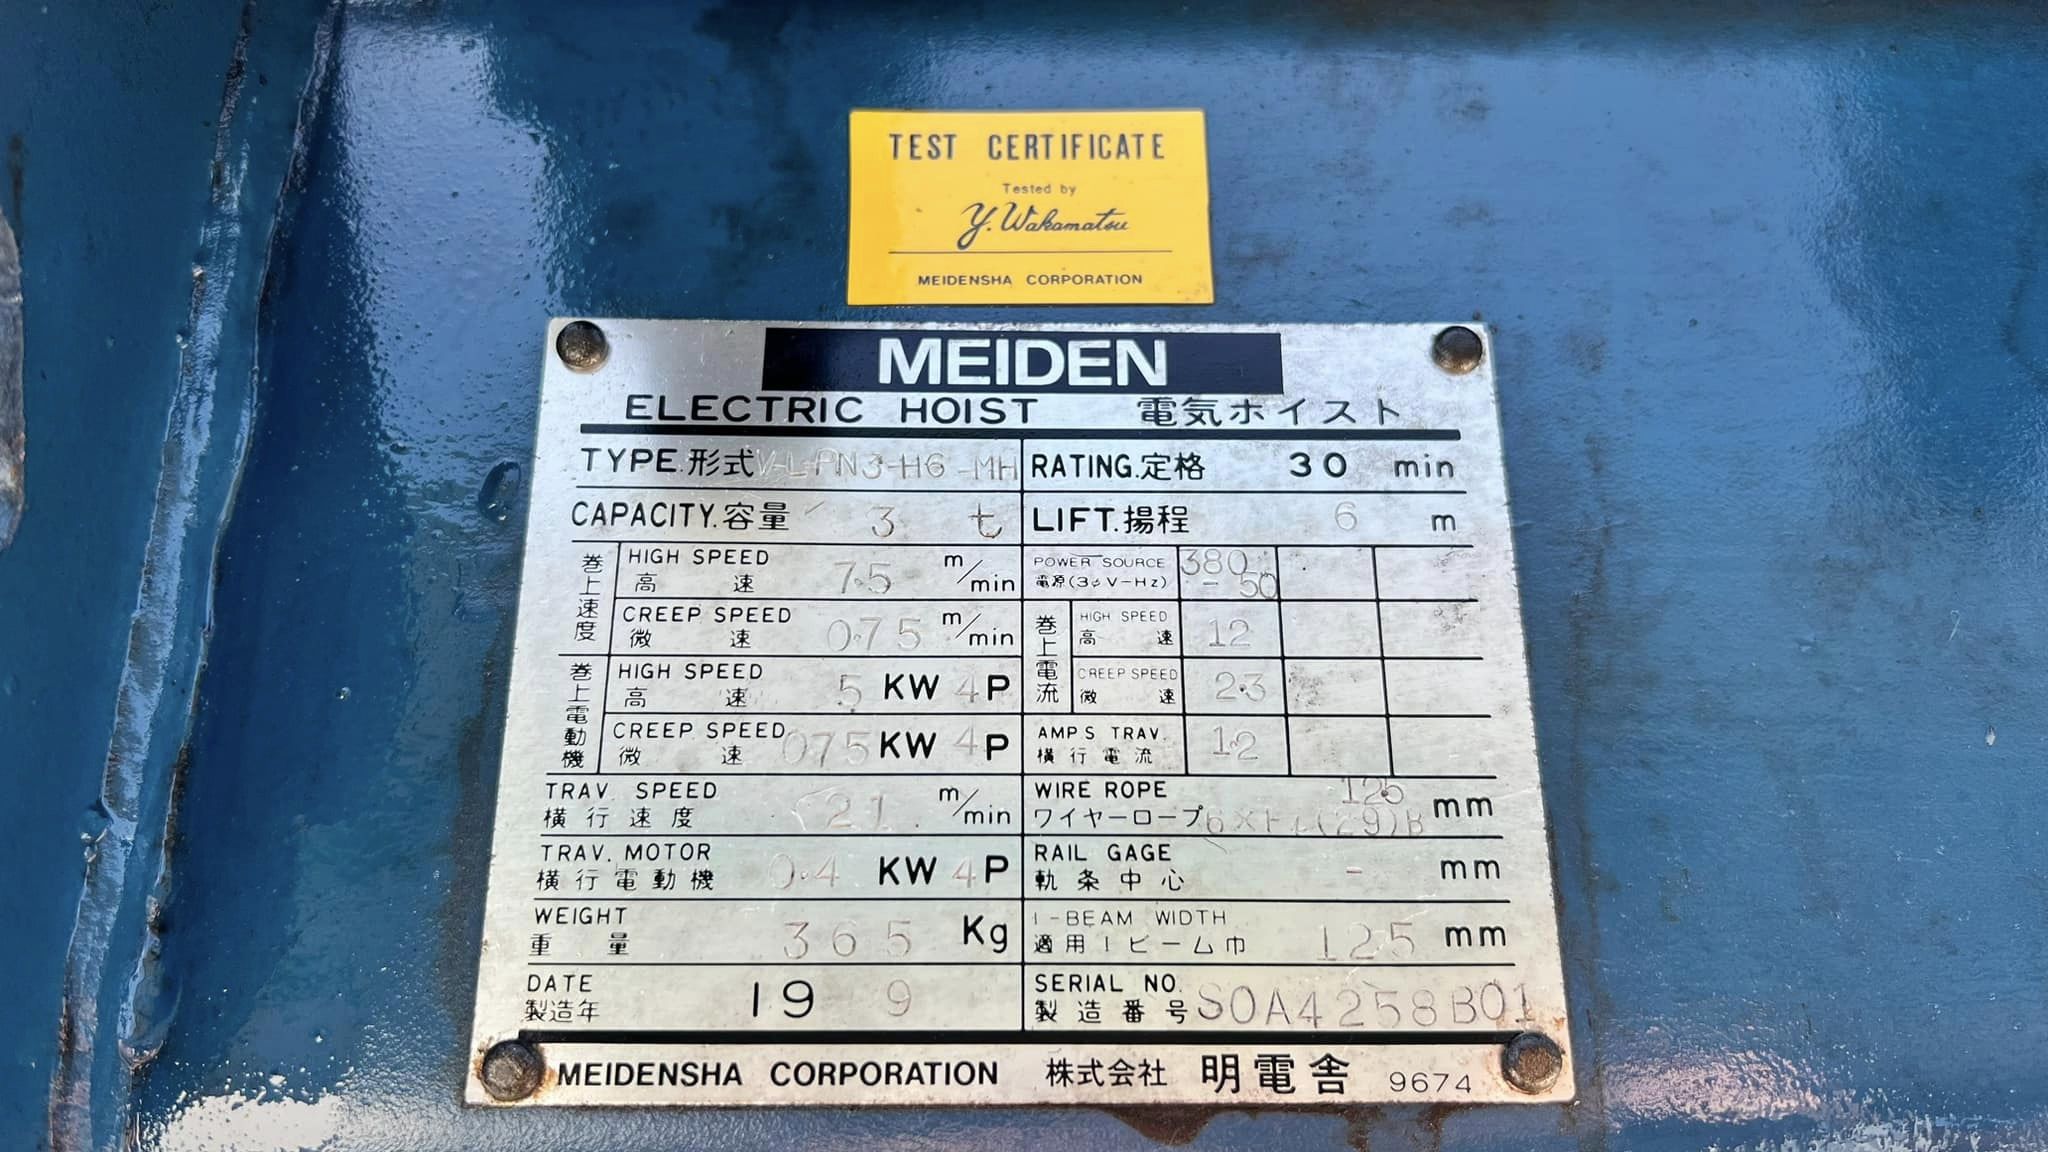 TEST CERTIFICATE
Tested by
Y. Wakamatsu
MEIDENSHA CORPORATION
MEIDEN
ELECTRIC HOIST 電気ホイスト
TYPE.形式 V-L-PN3-H6-MH RATING.定格 30 min
CAPACITY.容量 3 t LIFT.揚程 6 m
巻上速度 HIGH SPEED 高速 7.5 m/min
CREEP SPEED 微速 0.75 m/min
巻上電動機 HIGH SPEED 高速 5 KW 4P
CREEP SPEED 微速 075 KW 4P
POWER SOURCE 380
電源(3φV-Hz) - 50
巻上電流 HIGH SPEED 高速 12
CREEP SPEED 微速 2.3
AMPS TRAV. 横行電流 1.2
TRAV. SPEED 横行速度 21. m/min
WIRE ROPE 12.5 mm
ワイヤーロープ
TRAV. MOTOR 横行電動機 0.4 KW 4P
RAIL GAGE 軌条中心 - mm
WEIGHT 重量 365 Kg
I-BEAM WIDTH 適用Iビーム巾 125 mm
DATE 製造年 19 9
SERIAL NO. 製造番号 S0A4258B01
MEIDENSHA CORPORATION 株式会社 明電舎 9674